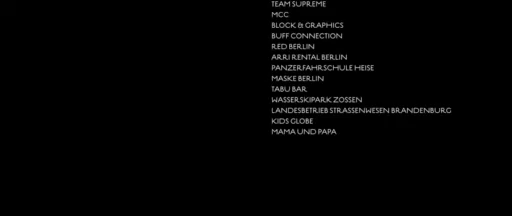 TEAM SUPREME
MCC
BLOCK & GRAPHICS
BUFF CONNECTION
RED BERLIN
ARRI RENTAL BERLIN
PANZERFAHRSCHULE HEISE
MASKE BERLIN
TABU BAR
WASSERSKIPARK ZOSSEN
LANDESBETRIEB STRASSENWESEN BRANDENBURG
KIDS GLOBE
MAMA UND PAPA